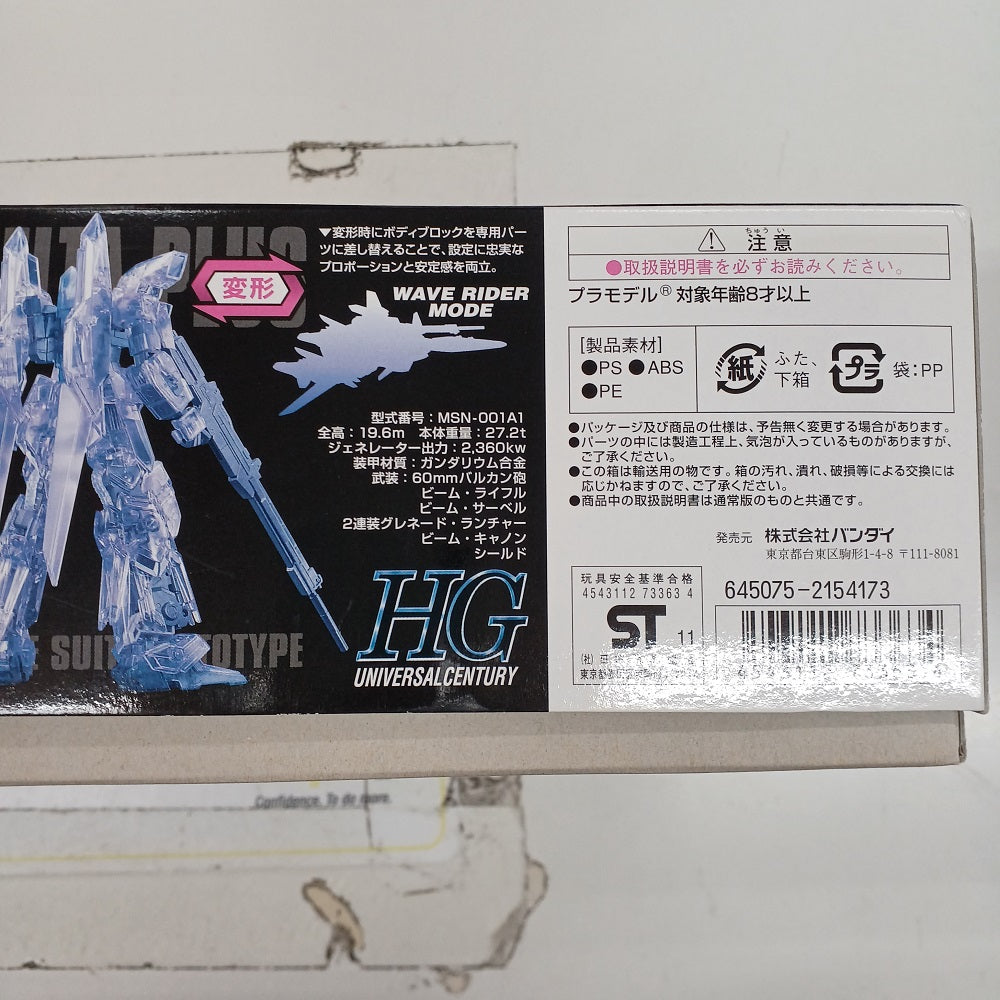 PLUS
▼変形時にボディブロックを専用パー
ツに差し替えることで、設定に忠実な
プロポーションと安定感を両立。
変形
WAVE RIDER
MODE
型式番号：MSN-001A1
全高：19.6m 本体重量：27.2t
ジェネレーター出力：2,360kw
装甲材質：ガンダリウム合金
武装：60mmバルカン砲
ビーム・ライフル
ビーム・サーベル
2連装グレネード・ランチャー
ビーム・キャノン
シールド
HG
UNIVERSALCENTURY
SUIT
OTYPE
ちゅう い
注意
●取扱説明書を必ずお読みください。
プラモデル® 対象年齢8才以上
[製品素材]
●PS ●ABS
●PE
紙
ふた、
下箱
プラ
袋：PP
●パッケージ及び商品の仕様は、予告無く変更する場合があります。
●パーツの中には製造工程上、気泡が入っているものがありますが、
ご了承ください。
●この箱は輸送用の物です。箱の汚れ、潰れ、破損等による交換には
応じかねますので、ご了承ください。
●商品中の取扱説明書は通常版のものと共通です。
発売元 株式会社バンダイ
東京都台東区駒形1-4-8 〒111-8081
玩具安全基準合格
4543112 73363 4
ST 11
645075-2154173
Confidence. To do more.